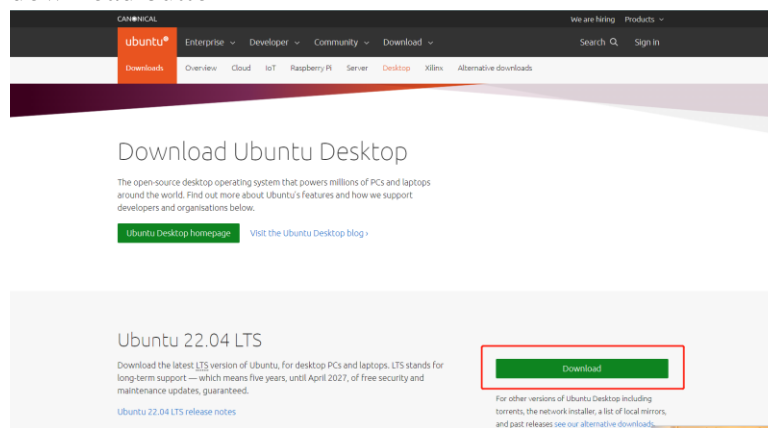 CANONICAL
We are hiring Products
ubuntu® Enterprise Developer Community Download Search Sign in
Downloads Overview Cloud IoT Raspberry Pi Server Desktop Xilinx Alternative downloads
Download Ubuntu Desktop
The open-source desktop operating system that powers millions of PCs and laptops
around the world. Find out more about Ubuntu's features and how we support
developers and organisations below.
Ubuntu Desktop homepage Visit the Ubuntu Desktop blog ›
Ubuntu 22.04 LTS
Download the latest LTS version of Ubuntu, for desktop PCs and laptops. LTS stands for
long-term support — which means five years, until April 2027, of free security and
maintenance updates, guaranteed.
Ubuntu 22.04 LTS release notes
Download
For other versions of Ubuntu Desktop including
torrents, the network installer, a list of local mirrors,
and past releases see our alternative downloads.